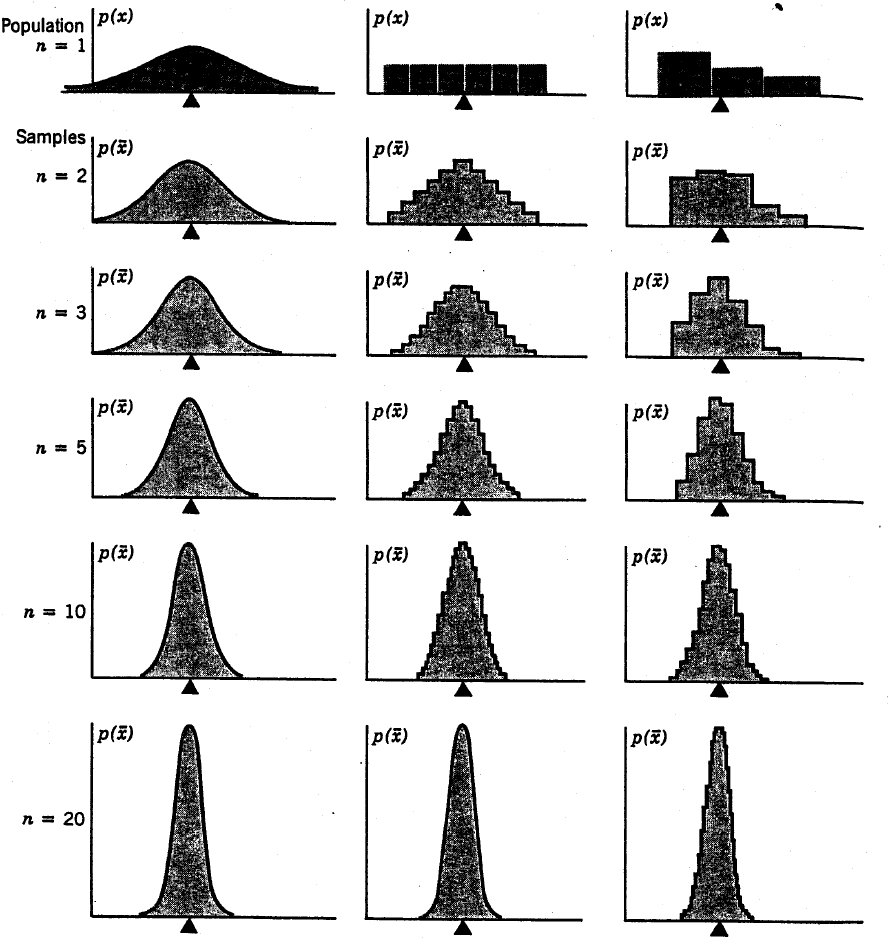 Population
n = 1
p(x)
p(x)
p(x)
Samples
n = 2
p(x̄)
p(x̄)
p(x̄)
n = 3
p(x̄)
p(x̄)
p(x̄)
n = 5
p(x̄)
p(x̄)
p(x̄)
n = 10
p(x̄)
p(x̄)
p(x̄)
n = 20
p(x̄)
p(x̄)
p(x̄)